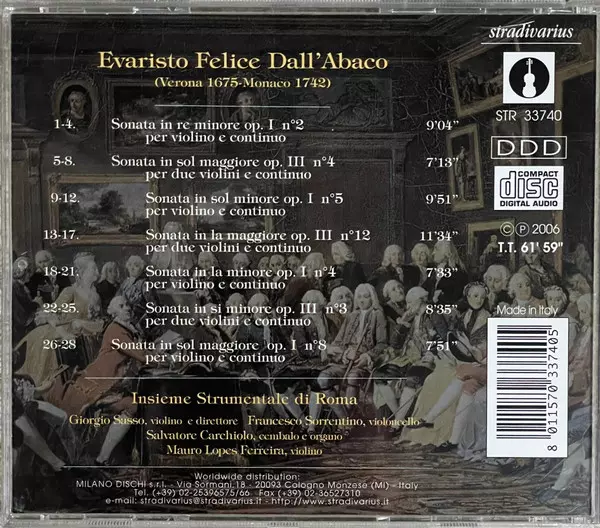 stradivarius
Evaristo Felice Dall'Abaco
(Verona 1675-Monaco 1742)
STR 33740
DDD
COMPACT
disc
DIGITAL AUDIO
© ℗ 2006
T.T. 61' 59"
1-4. Sonata in re minore op. I n°2 9'04"
per violino e continuo
5-8. Sonata in sol maggiore op. III n°4 7'13"
per due violini e continuo
9-12. Sonata in sol minore op. I n°5 9'51"
per violino e continuo
13-17. Sonata in la maggiore op. III n°12 11'34"
per due violini e continuo
18-21. Sonata in la minore op. I n°4 7'33"
per violino e continuo
22-25. Sonata in si minore op. III n°3 8'35"
per due violini e continuo
26-28 Sonata in sol maggiore op. I n°8 7'51"
per violino e continuo
Made in Italy
8 011570 337405
Insieme Strumentale di Roma
Giorgio Sasso, violino e direttore Francesco Sorrentino, violoncello
Salvatore Carchiolo, cembalo e organo
Mauro Lopes Ferreira, violino
Worldwide distribution:
MILANO DISCHI s.r.l. - Via Sormani, 18 - 20093 Cologno Monzese (Mi) - Italy
Tel. (+39) 02-25396575/66 Fax (+39) 02-36527310
e-mail: stradivarius@stradivarius.it - www.stradivarius.it